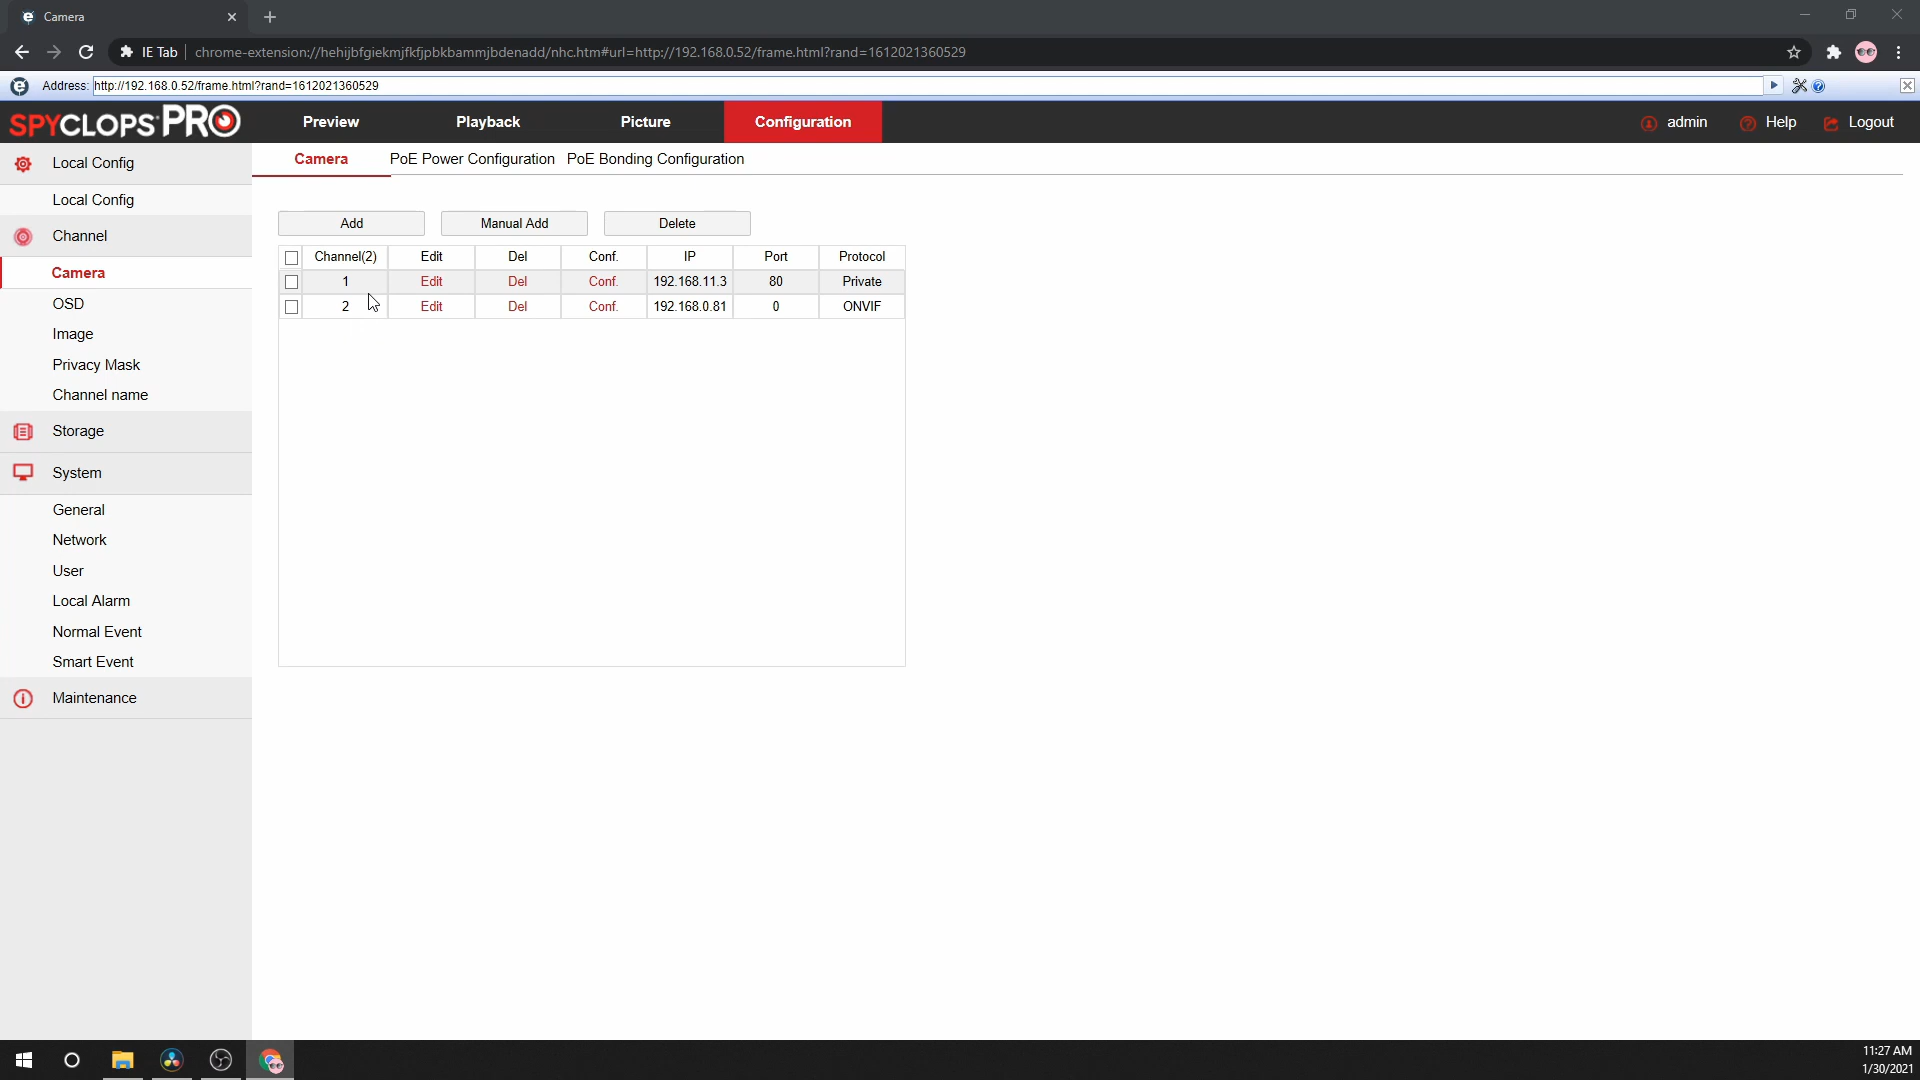 Camera
IE Tab
chrome-extension://hehijbfgiekmjfkfjpbkbammjbdenadd/nhc.htm#url=http://192.168.0.52/frame.html?rand=1612021360529
Address: http://192.168.0.52/frame.html?rand=1612021360529
SPYCLOPS PRO
Preview
Playback
Picture
Configuration
admin
Help
Logout
Local Config
Local Config
Channel
Camera
OSD
Image
Privacy Mask
Channel name
Storage
System
General
Network
User
Local Alarm
Normal Event
Smart Event
Maintenance
Camera PoE Power Configuration PoE Bonding Configuration
Add Manual Add Delete
Channel(2) Edit Del Conf. IP Port Protocol
1 Edit Del Conf. 192.168.11.3 80 Private
2 Edit Del Conf. 192.168.0.81 0 ONVIF
11:27 AM
1/30/2021